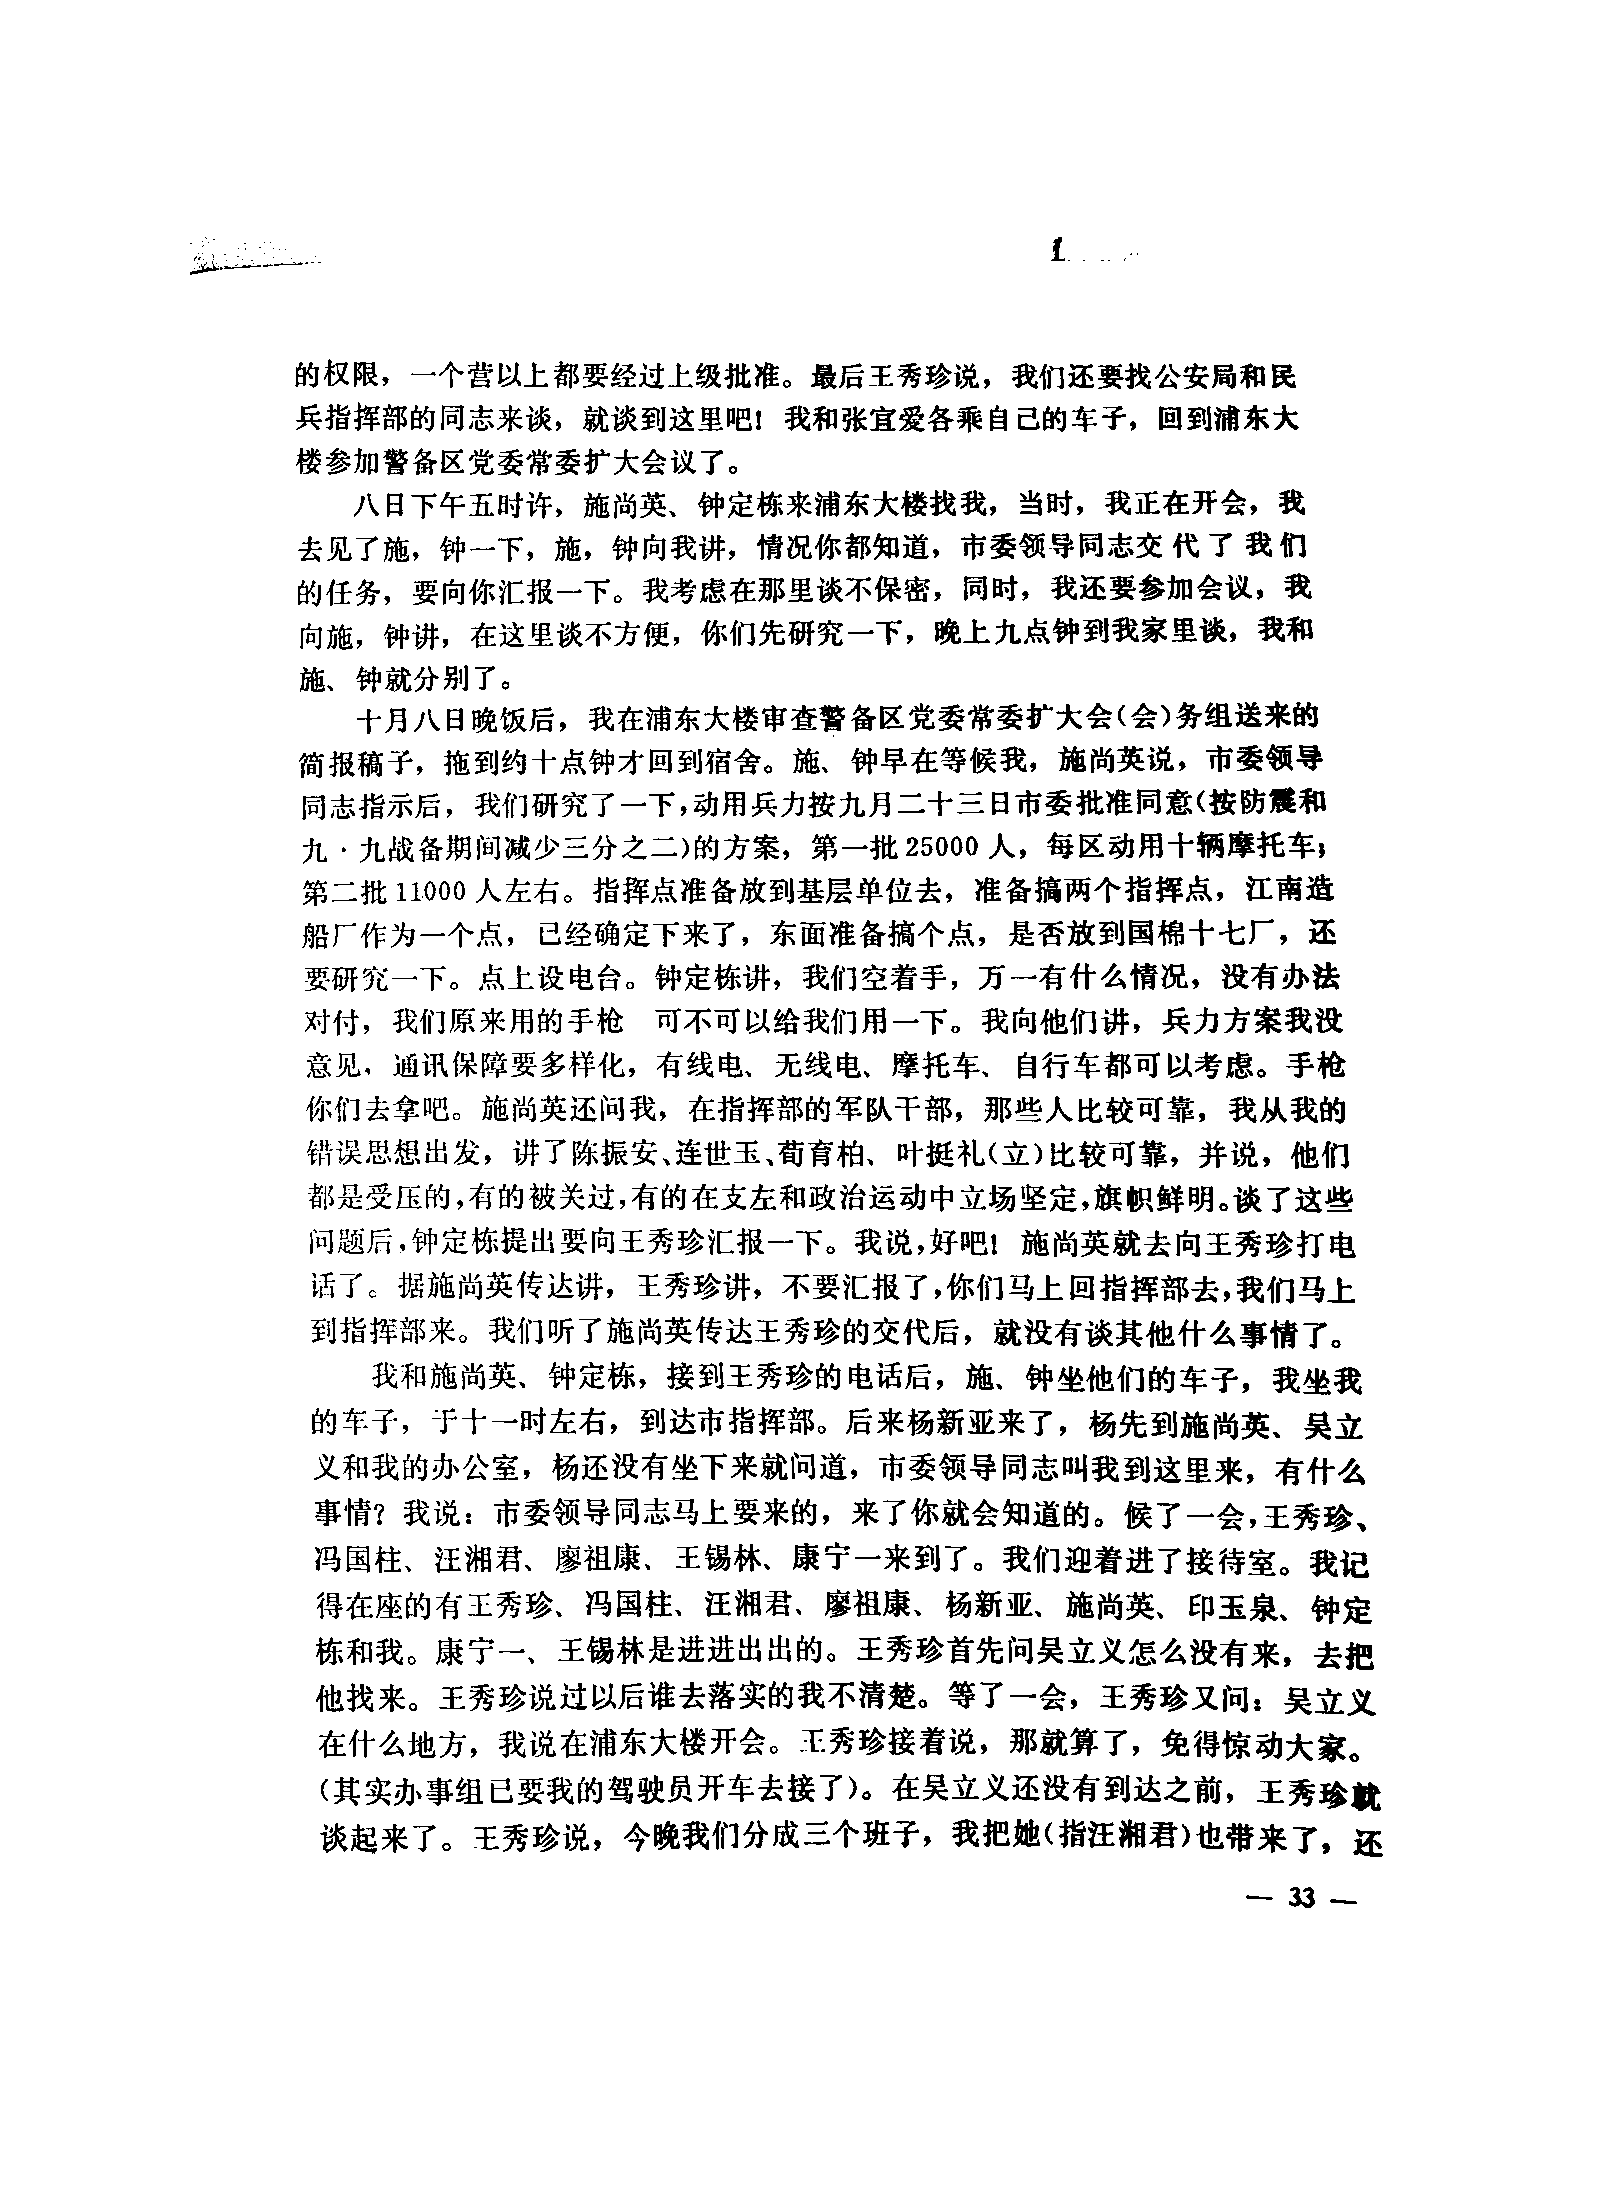 的权限，一个营以上都要经过上级批准。最后王秀珍说，我们还要找公安局和民
兵指挥部的同志来谈，就谈到这里吧！我和张宜爱各乘自己的车子，回到浦东大
楼参加警备区党委常委扩大会议了。
八日下午五时许，施尚英、钟定栋来浦东大楼找我，当时，我正在开会，我
去见了施，钟一下，施，钟向我讲，情况你都知道，市委领导同志交代了我们
的任务，要向你汇报一下。我考虑在那里谈不保密，同时，我还要参加会议，我
向施，钟讲，在这里谈不方便，你们先研究一下，晚上九点钟到我家里谈，我和
施、钟就分别了。
十月八日晚饭后，我在浦东大楼审查警备区党委常委扩大会(会)务组送来的
简报稿子，拖到约十点钟才回到宿舍。施、钟早在等候我，施尚英说，市委领导
同志指示后，我们研究了一下，动用兵力按九月二十三日市委批准同意(按防震和
九·九战备期间减少三分之二)的方案，第一批25000人，每区动用十辆摩托车；
第二批11000人左右。指挥点准备放到基层单位去，准备搞两个指挥点，江南造
船厂作为一个点，已经确定下来了，东面准备搞个点，是否放到国棉十七厂，还
要研究一下。点上设电台。钟定栋讲，我们空着手，万一有什么情况，没有办法
对付，我们原来用的手枪　可不可以给我们用一下。我向他们讲，兵力方案我没
意见，通讯保障要多样化，有线电、无线电、摩托车、自行车都可以考虑。手枪
你们去拿吧。施尚英还问我，在指挥部的军队干部，那些人比较可靠，我从我的
错误思想出发，讲了陈振安、连世玉、荀育柏、叶挺礼(立)比较可靠，并说，他们
都是受压的，有的被关过，有的在支左和政治运动中立场坚定，旗帜鲜明。谈了这些
问题后，钟定栋提出要向王秀珍汇报一下。我说，好吧！施尚英就去向王秀珍打电
话了。据施尚英传达讲，王秀珍讲，不要汇报了，你们马上回指挥部去，我们马上
到指挥部来。我们听了施尚英传达王秀珍的交代后，就没有谈其他什么事情了。
我和施尚英、钟定栋，接到王秀珍的电话后，施、钟坐他们的车子，我坐我
的车子，于十一时左右，到达市指挥部。后来杨新亚来了，杨先到施尚英、吴立
义和我的办公室，杨还没有坐下来就问道，市委领导同志叫我到这里来，有什么
事情？我说：市委领导同志马上要来的，来了你就会知道的。候了一会，王秀珍、
冯国柱、汪湘君、廖祖康、王锡林、康宁一来到了。我们迎着进了接待室。我记
得在座的有王秀珍、冯国柱、汪湘君、廖祖康、杨新亚、施尚英、印玉泉、钟定
栋和我。康宁一、王锡林是进进出出的。王秀珍首先问吴立义怎么没有来，去把
他找来。王秀珍说过以后谁去落实的我不清楚。等了一会，王秀珍又问：吴立义
在什么地方，我说在浦东大楼开会。王秀珍接着说，那就算了，免得惊动大家。
(其实办事组已要我的驾驶员开车去接了)。在吴立义还没有到达之前，王秀珍就
谈起来了。王秀珍说，今晚我们分成三个班子，我把她(指汪湘君)也带来了，还
— 33 —